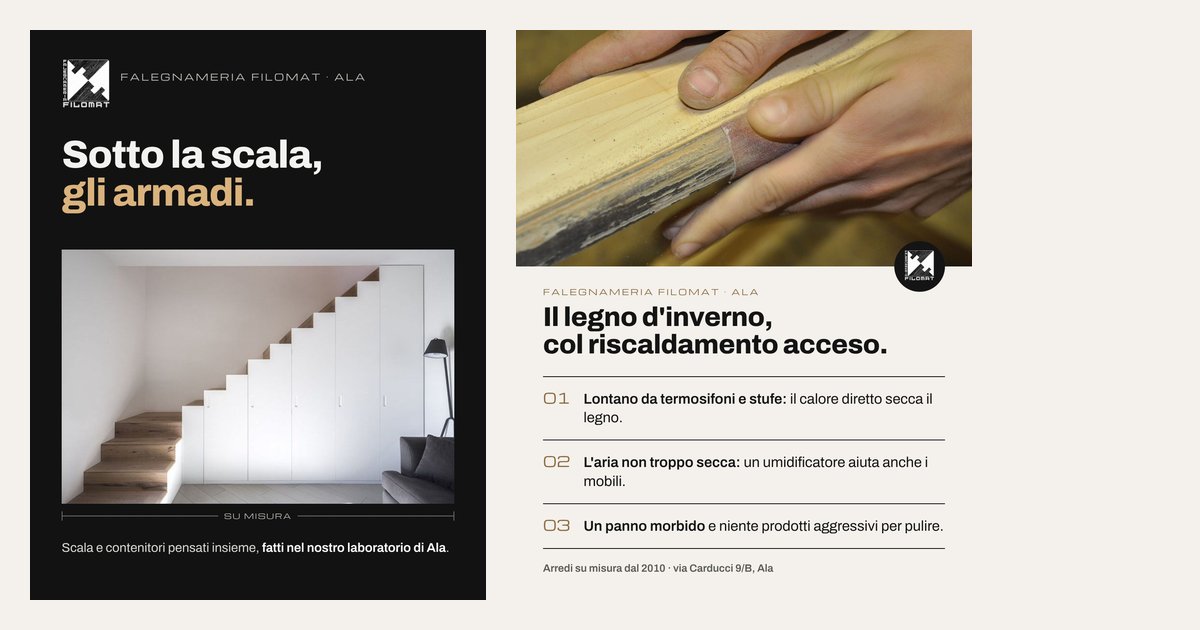 FILOMAT
FALEGNAMERIA FILOMAT · ALA
Sotto la scala,
gli armadi.
SU MISURA
Scala e contenitori pensati insieme, fatti nel nostro laboratorio di Ala.
FILOMAT
FALEGNAMERIA FILOMAT · ALA
Il legno d'inverno,
col riscaldamento acceso.
01 Lontano da termosifoni e stufe: il calore diretto secca il
legno.
02 L'aria non troppo secca: un umidificatore aiuta anche i
mobili.
03 Un panno morbido e niente prodotti aggressivi per pulire.
Arredi su misura dal 2010 · via Carducci 9/B, Ala